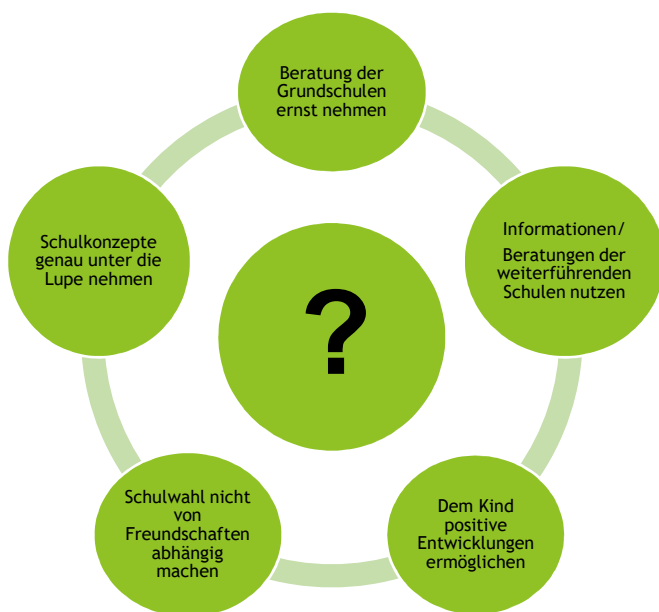 Beratung der
Grundschulen
ernst nehmen
Informationen/
Beratungen der
weiterführenden
Schulen nutzen
Dem Kind
positive
Entwicklungen
ermöglichen
Schulwahl nicht
von
Freundschaften
abhängig
machen
Schulkonzepte
genau unter die
Lupe nehmen
?